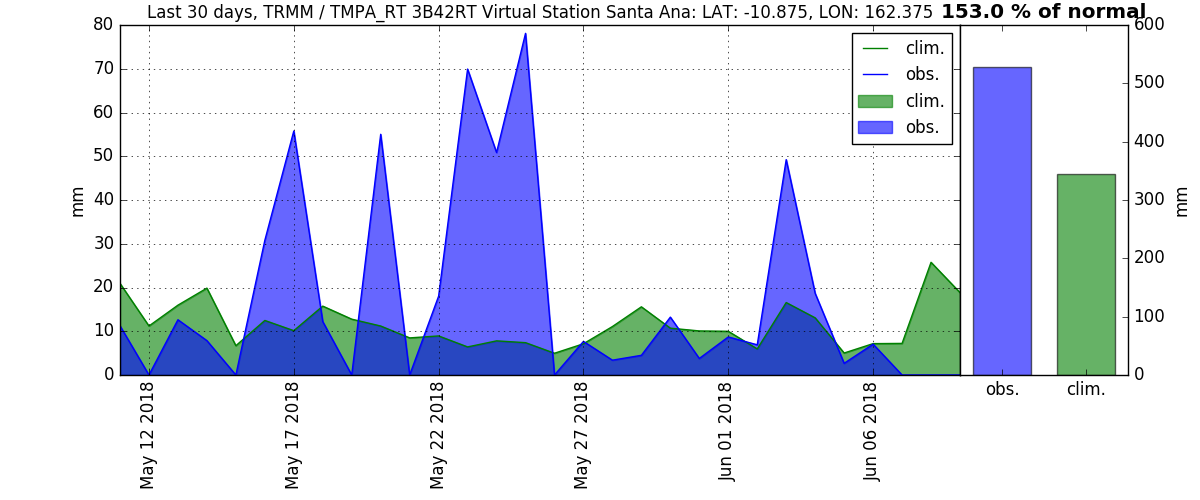 Last 30 days, TRMM / TMPA_RT 3B42RT Virtual Station Santa Ana: LAT: -10.875, LON: 162.375 153.0 % of normal
80
70
60
50
40
30
20
10
0
mm
clim.
obs.
clim.
obs.
May 12 2018
May 17 2018
May 22 2018
May 27 2018
Jun 01 2018
Jun 06 2018
600
500
400
300
200
100
0
mm
obs. clim.